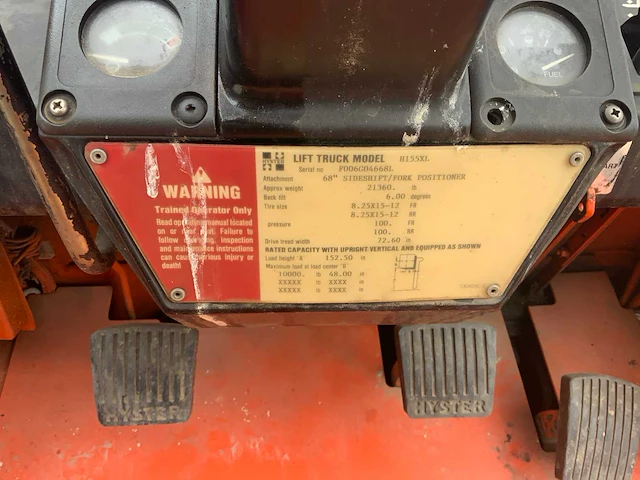 FUEL
HYSTER
LIFT TRUCK MODEL H155XL
Serial no P006G04668L
Attachment 68" SIDESHIFT/FORK POSITIONER
Approx weight 21360. lb
Back tilt 6.00 degrees
Tire size 8.25X15-12 FR
8.25X15-12 RR
pressure 100. FR
100. RR
Drive tread width 72.60 in
RATED CAPACITY WITH UPRIGHT VERTICAL AND EQUIPPED AS SHOWN
Load height 'A' 152.50 in
Maximum load at load center 'B'
10000. lb 48.00 in
XXXXX lb XXXX in
XXXXX lb XXXX in
WARNING
Trained Operator Only
Read operating manual located
on or near seat. Failure to
follow operating, inspection
and maintenance instructions
can cause serious injury or
death!
HYSTER
HYSTER